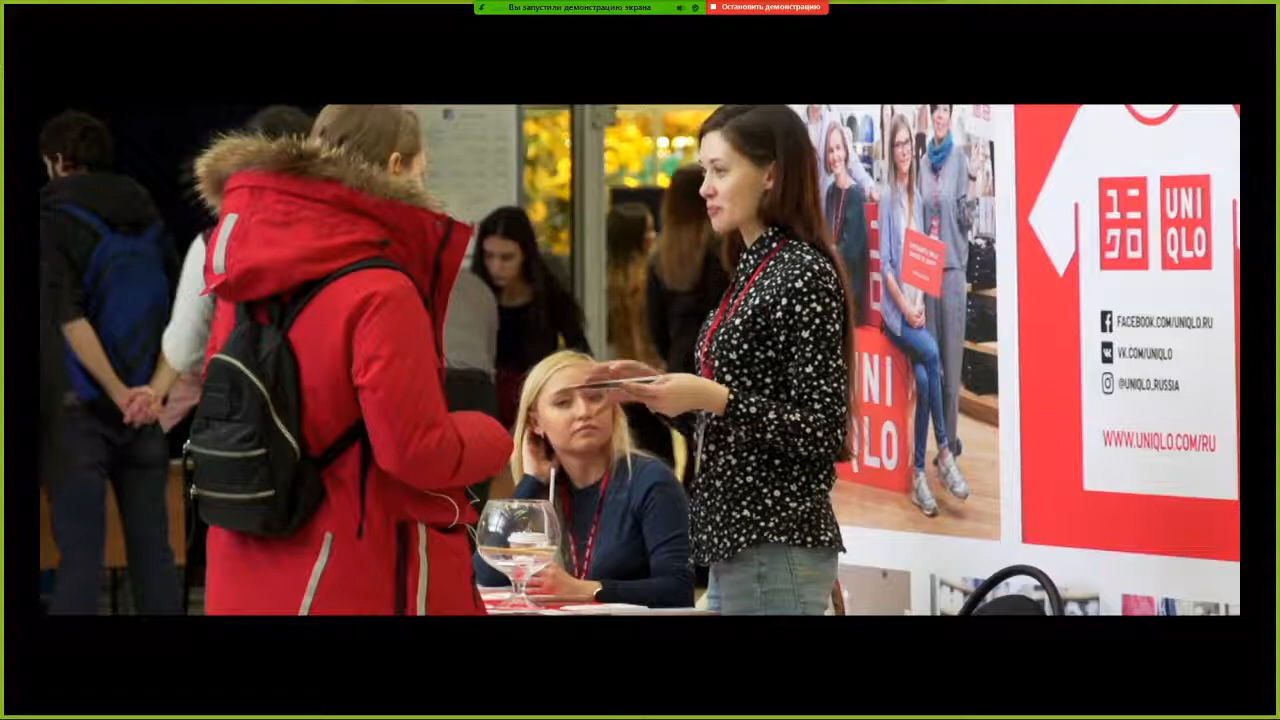 Вы запустили демонстрацию экрана
Остановить демонстрацию
UNI
QLO
FACEBOOK.COM/UNIQLO.RU
VK.COM/UNIQLO
@UNIQLO_RUSSIA
WWW.UNIQLO.COM/RU
UNI
QLO